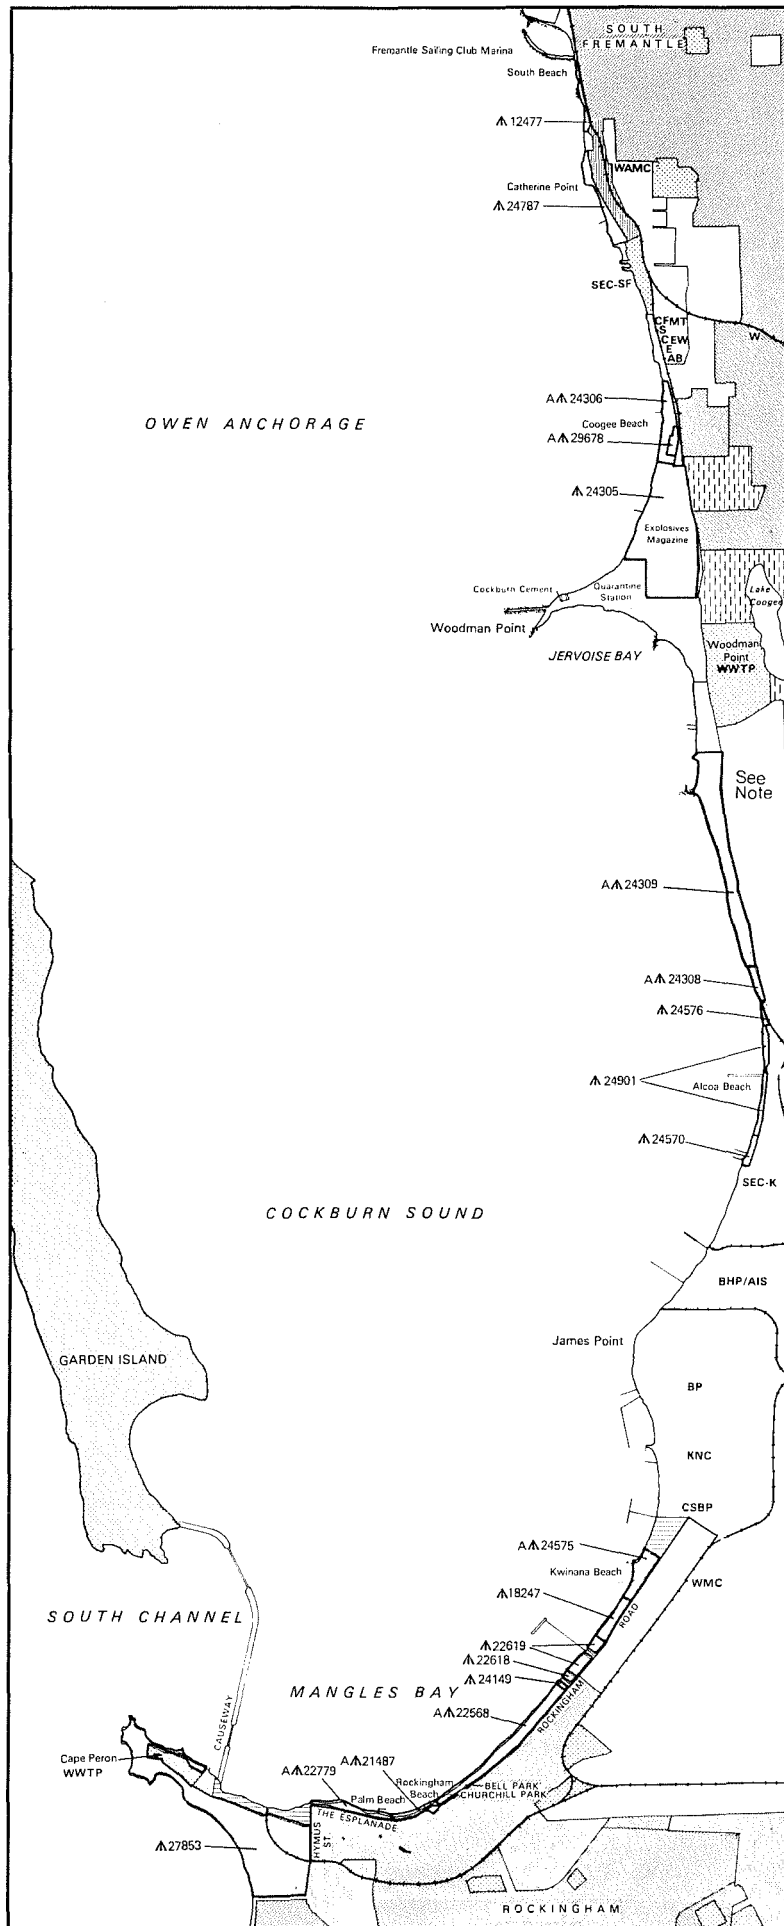 SOUTH
FREMANTLE
Fremantle Sailing Club Marina
South Beach
12477
WAMC
Catherine Point
24787
SEC-SF
CFMT
S
CEW
E
AB
W
A 24306
OWEN ANCHORAGE
Coogee Beach
A 29678
24305
Explosives
Magazine
Cockburn Cement
Quarantine
Station
Lake
Coogee
Woodman Point
JERVOISE BAY
Woodman
Point
WWTP
See
Note
A 24309
A 24308
24576
24901
Alcoa Beach
24570
SEC-K
COCKBURN SOUND
BHP/AIS
James Point
GARDEN ISLAND
BP
KNC
CSBP
A 24575
Kwinana Beach
WMC
18247
ROAD
SOUTH CHANNEL
22619
22618
24149
MANGLES BAY
A 22568
ROCKINGHAM
CAUSEWAY
Cape Peron
WWTP
A 21487
A 22779
Rockingham
Beach
Palm Beach
BELL PARK
CHURCHILL PARK
THE ESPLANADE
HYMUS
ST.
27853
ROCKINGHAM